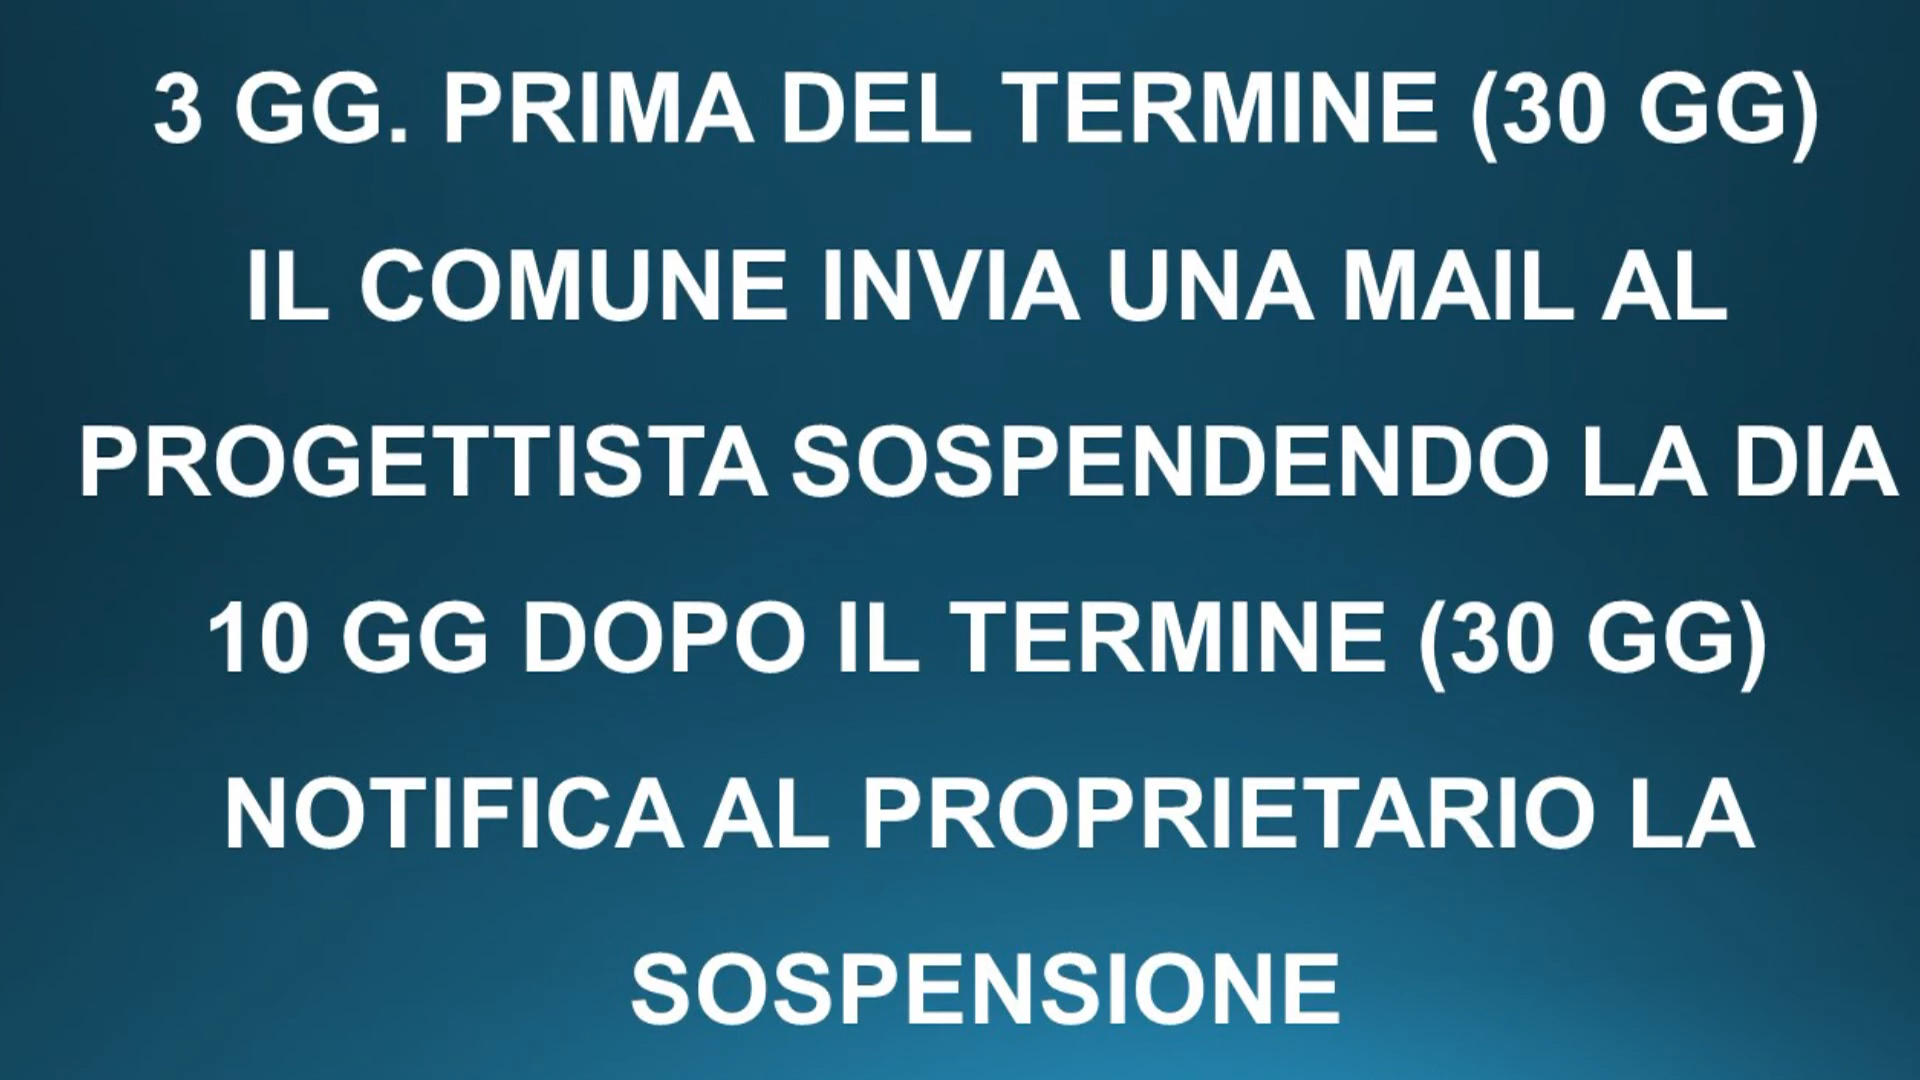 3 GG. PRIMA DEL TERMINE (30 GG)
IL COMUNE INVIA UNA MAIL AL
PROGETTISTA SOSPENDENDO LA DIA
10 GG DOPO IL TERMINE (30 GG)
NOTIFICA AL PROPRIETARIO LA
SOSPENSIONE